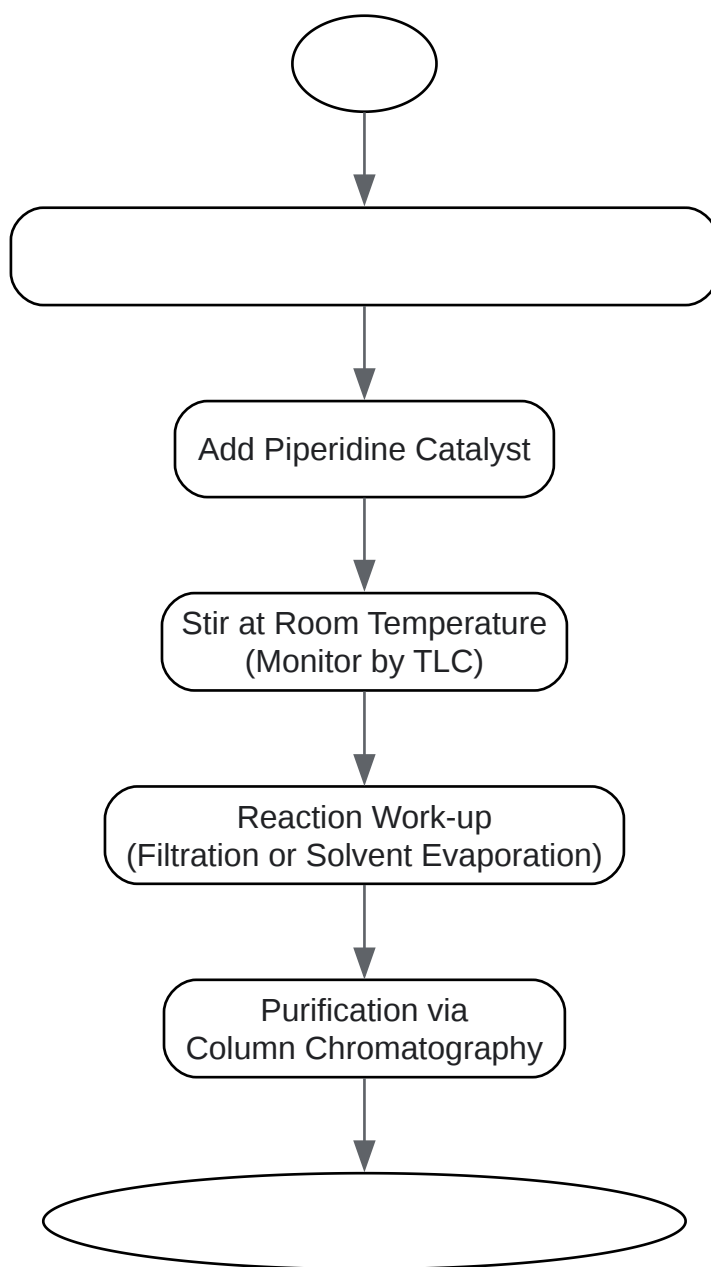 Add Piperidine Catalyst
Stir at Room Temperature
(Monitor by TLC)
Reaction Work-up
(Filtration or Solvent Evaporation)
Purification via
Column Chromatography